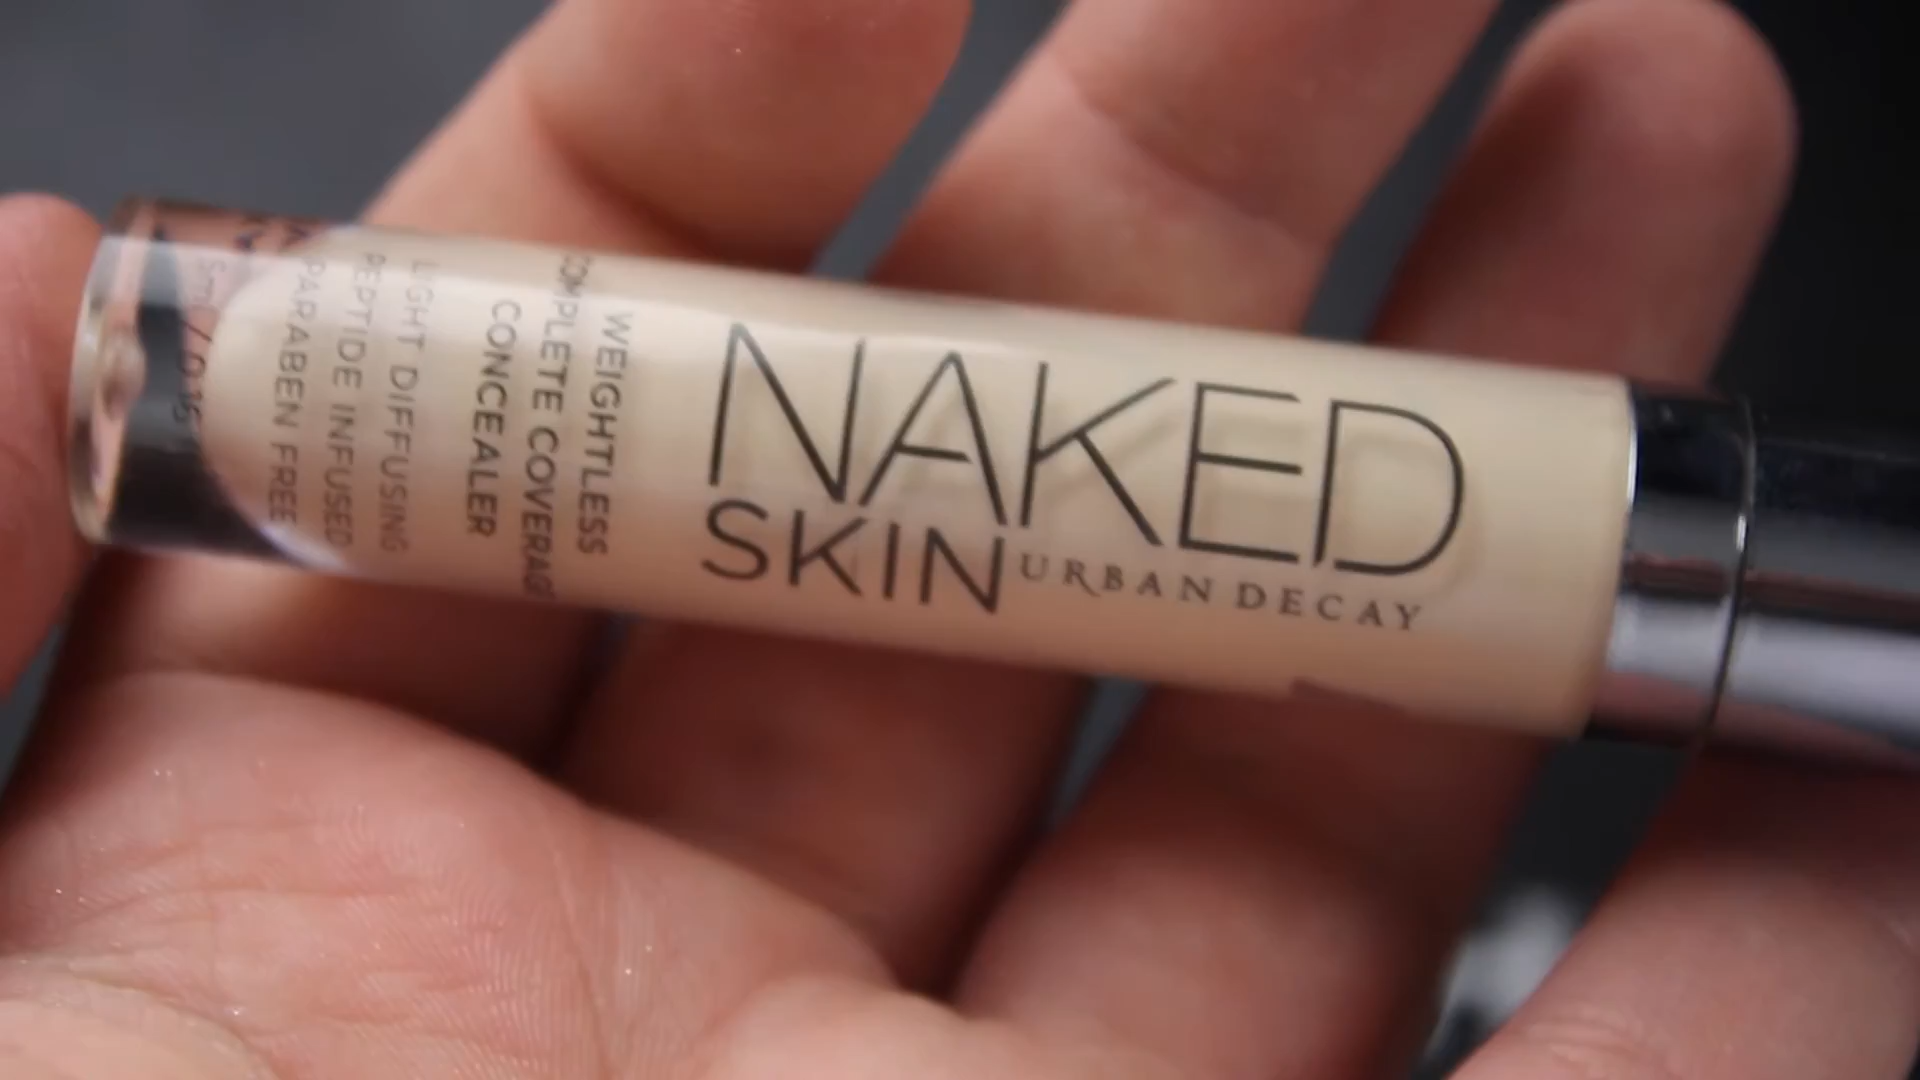 NAKED
SKIN URBAN DECAY
WEIGHTLESS
COMPLETE COVERAGE
CONCEALER
LIGHT DIFFUSING
PEPTIDE INFUSED
PARABEN FREE